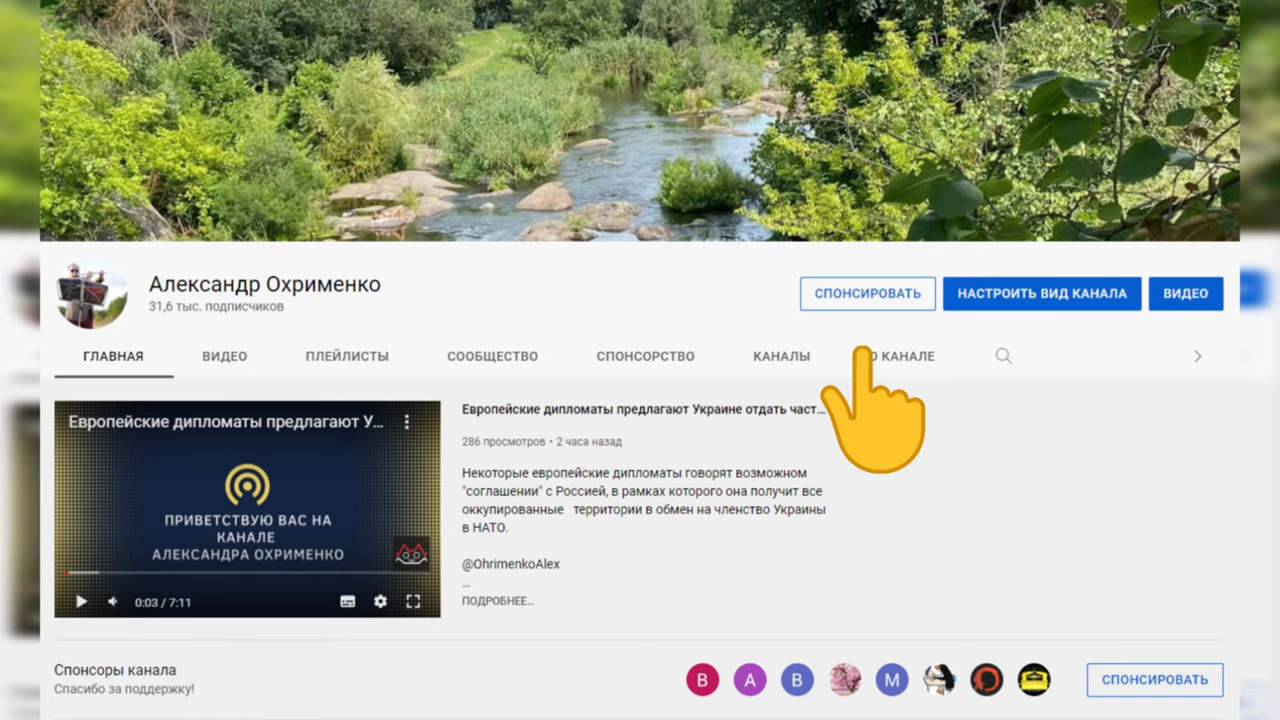 Александр Охрименко
31,6 тыс. подписчиков
СПОНСИРОВАТЬ
НАСТРОИТЬ ВИД КАНАЛА
ВИДЕО
ГЛАВНАЯ
ВИДЕО
ПЛЕЙЛИСТЫ
СООБЩЕСТВО
СПОНСОРСТВО
КАНАЛЫ
О КАНАЛЕ
Европейские дипломаты предлагают У...
ПРИВЕТСТВУЮ ВАС НА
КАНАЛЕ
АЛЕКСАНДРА ОХРИМЕНКО
0:03 / 7:11
Европейские дипломаты предлагают Украине отдать част...
286 просмотров • 2 часа назад
Некоторые европейские дипломаты говорят возможном
"соглашении" с Россией, в рамках которого она получит все
оккупированные территории в обмен на членство Украины
в НАТО.
@OhrimenkoAlex
...
ПОДРОБНЕЕ...
Спонсоры канала
Спасибо за поддержку!
В
А
В
М
СПОНСИРОВАТЬ